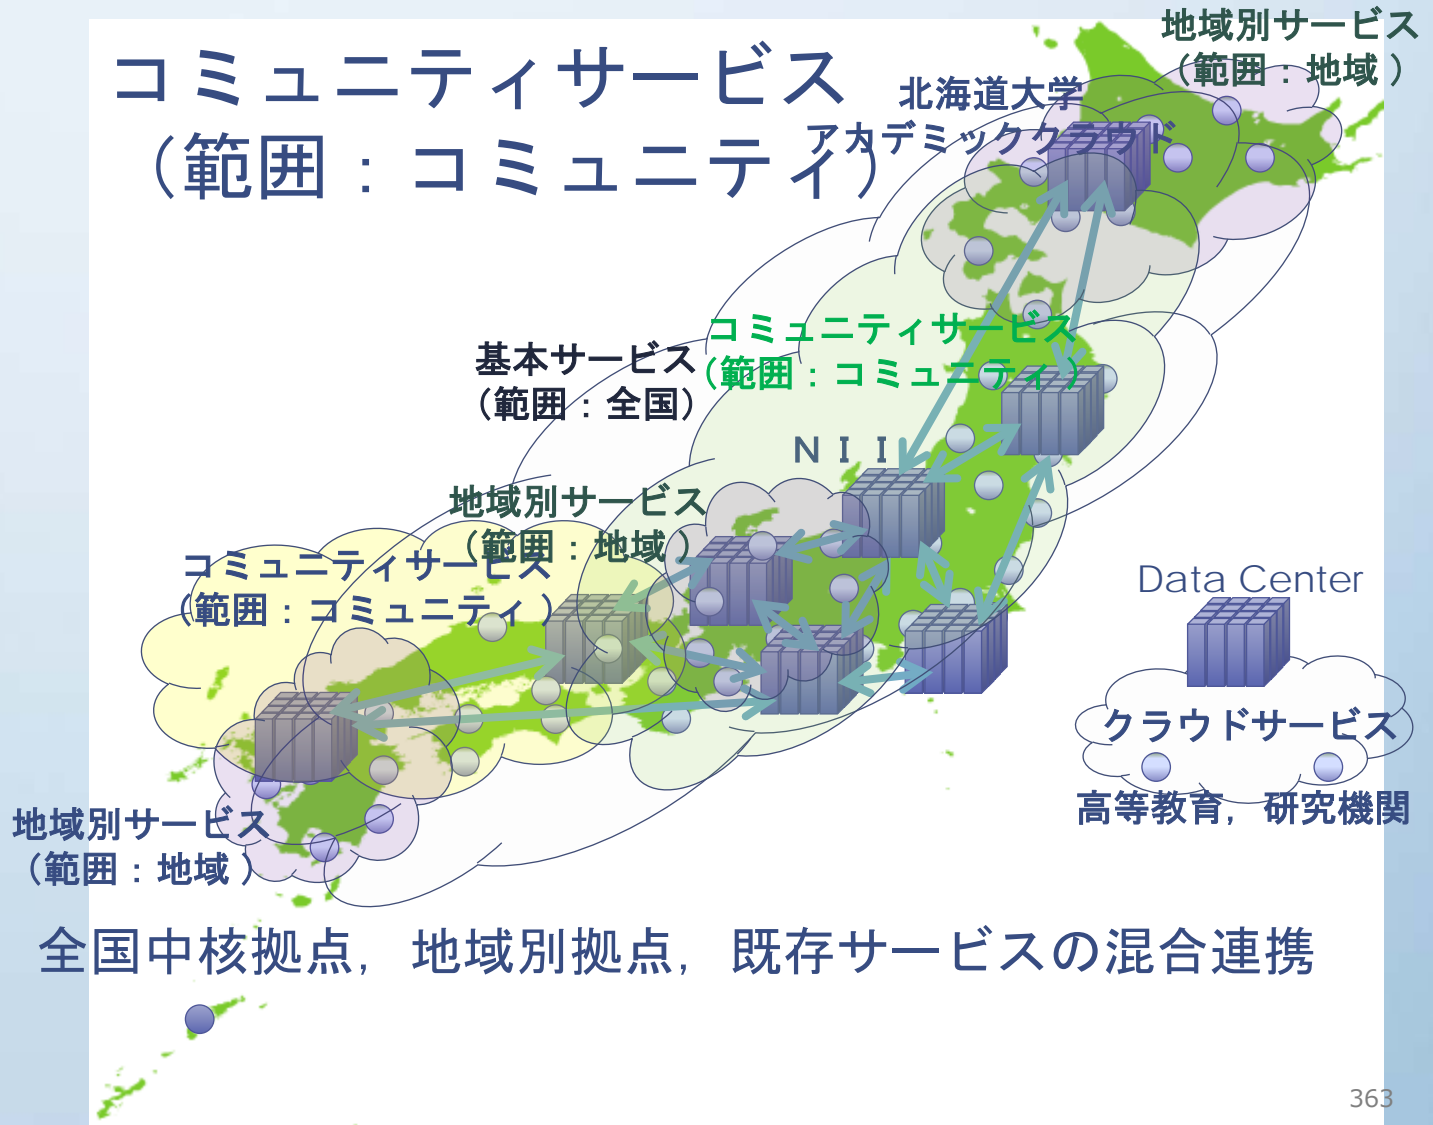 コミュニティサービス
（範囲：コミュニティ）
地域別サービス
（範囲：地域 ）
北海道大学
アカデミッククラウド
コミュニティサービス
（範囲：コミュニティ ）
基本サービス
（範囲：全国）
ＮＩＩ
地域別サービス
（範囲：地域 ）
コミュニティサービス
（範囲：コミュニティ ）
Data Center
クラウドサービス
高等教育，研究機関
地域別サービス
（範囲：地域 ）
全国中核拠点，地域別拠点，既存サービスの混合連携
363